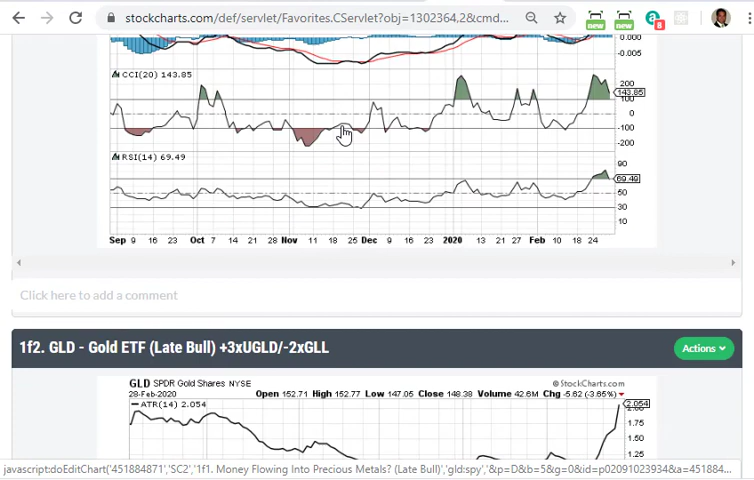 stockcharts.com/def/servlet/Favorites.CServlet?obj=1302364,2&cmd...
new
new
a
8
0.000
-0.005
CCI(20) 143.85
200
143.85
100
0
-100
-200
RSI(14) 69.49
90
69.49
50
30
10
Sep 9 16 23 Oct 7 14 21 28 Nov 11 18 25 Dec 9 16 23 2020 13 21 27 Feb 10 18 24
Click here to add a comment
1f2. GLD - Gold ETF (Late Bull) +3xUGLD/-2xGLL
Actions
GLD SPDR Gold Shares NYSE
© StockCharts.com
28-Feb-2020
Open 152.71 High 152.77 Low 147.05 Close 148.38 Volume 42.6M Chg -5.62 (-3.65%)
ATR(14) 2.054
2.054
1.75
1.50
1.25
javascript:doEditChart('451884871','SC2','1f1. Money Flowing Into Precious Metals? (Late Bull)','gld:spy','&p=D&b=5&g=0&id=p02091023934&a=451884...